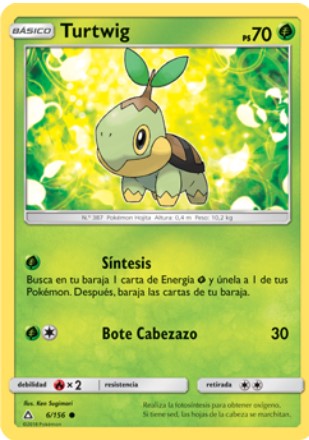 BÁSICO Turtwig PS70
N.º 387 Pokémon Hojita Altura: 0,4 m Peso: 10,2 kg
Síntesis
Busca en tu baraja 1 carta de Energía y únela a 1 de tus
Pokémon. Después, baraja las cartas de tu baraja.
Bote Cabezazo 30
debilidad ×2 resistencia retirada
Ilus. Ken Sugimori
6/156
©2018 Pokémon
Realiza la fotosíntesis para obtener oxígeno.
Si tiene sed, las hojas de la cabeza se marchitan.